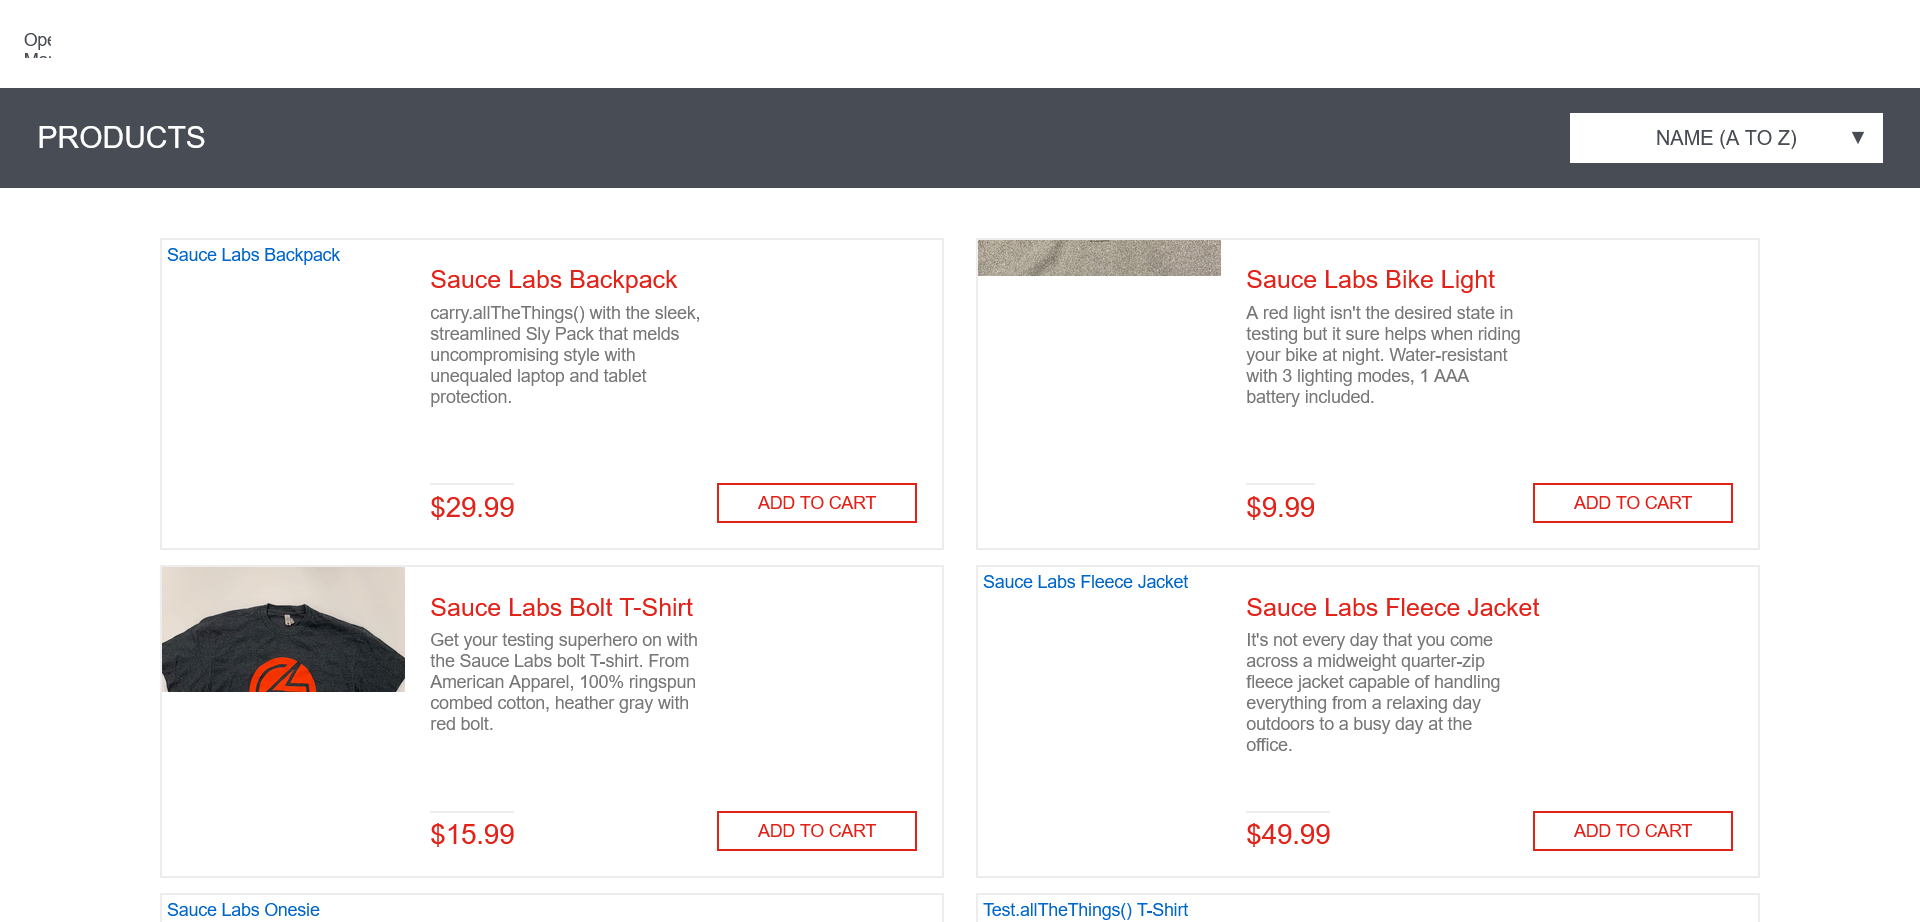 Ope
PRODUCTS
NAME (A TO Z) ▼
Sauce Labs Backpack
Sauce Labs Backpack
carry.allTheThings() with the sleek,
streamlined Sly Pack that melds
uncompromising style with
unequaled laptop and tablet
protection.
$29.99
ADD TO CART
Sauce Labs Bike Light
A red light isn't the desired state in
testing but it sure helps when riding
your bike at night. Water-resistant
with 3 lighting modes, 1 AAA
battery included.
$9.99
ADD TO CART
Sauce Labs Bolt T-Shirt
Get your testing superhero on with
the Sauce Labs bolt T-shirt. From
American Apparel, 100% ringspun
combed cotton, heather gray with
red bolt.
$15.99
ADD TO CART
Sauce Labs Fleece Jacket
Sauce Labs Fleece Jacket
It's not every day that you come
across a midweight quarter-zip
fleece jacket capable of handling
everything from a relaxing day
outdoors to a busy day at the
office.
$49.99
ADD TO CART
Sauce Labs Onesie
Test.allTheThings() T-Shirt